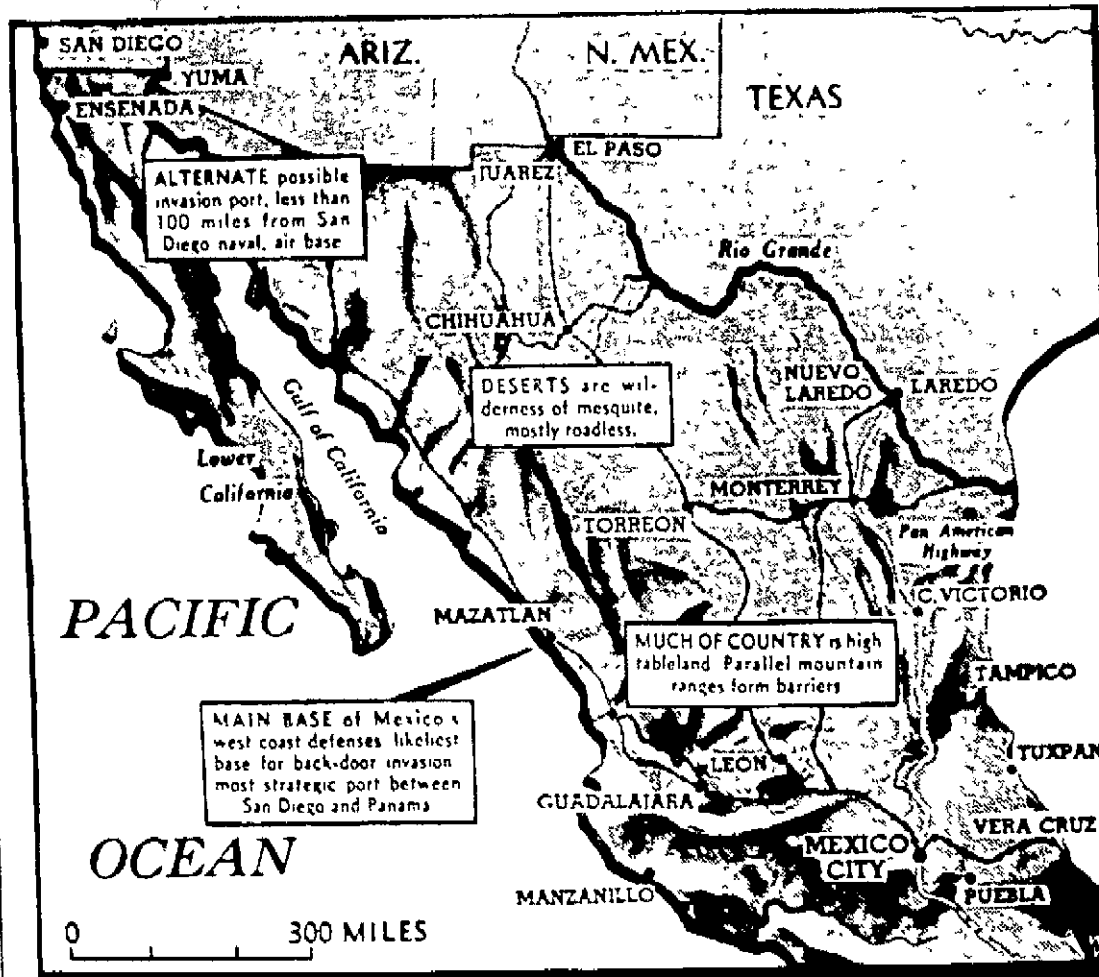 SAN DIEGO
ARIZ.
N. MEX.
YUMA
ENSENADA
TEXAS
EL PASO
JUAREZ
ALTERNATE possible
invasion port, less than
100 miles from San
Diego naval, air base
Rio Grande
CHIHUAHUA
DESERTS are wil-
derness of mesquite,
mostly roadless.
NUEVO
LAREDO
LAREDO
Gulf of California
Lower
California
MONTERREY
TORREON
Pan American
Highway
C. VICTORIO
PACIFIC
MAZATLAN
MUCH OF COUNTRY is high
tableland Parallel mountain
ranges form barriers
TAMPICO
MAIN BASE of Mexico's
west coast defenses likeliest
base for back-door invasion
most strategic port between
San Diego and Panama
TUXPAN
LEON
GUADALAJARA
VERA CRUZ
OCEAN
MEXICO
CITY
MANZANILLO
PUEBLA
0 300 MILES